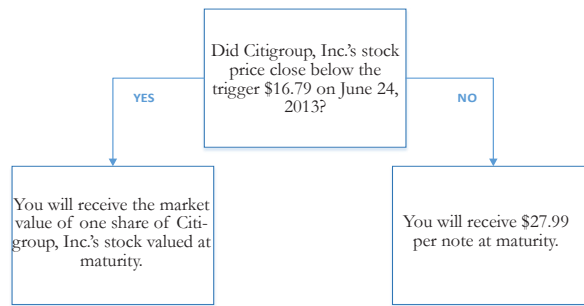 Did Citigroup, Inc.'s stock
price close below the
trigger $16.79 on June 24,
2013?
YES
NO
You will receive the market
value of one share of Citi-
group, Inc.'s stock valued at
maturity.
You will receive $27.99
per note at maturity.